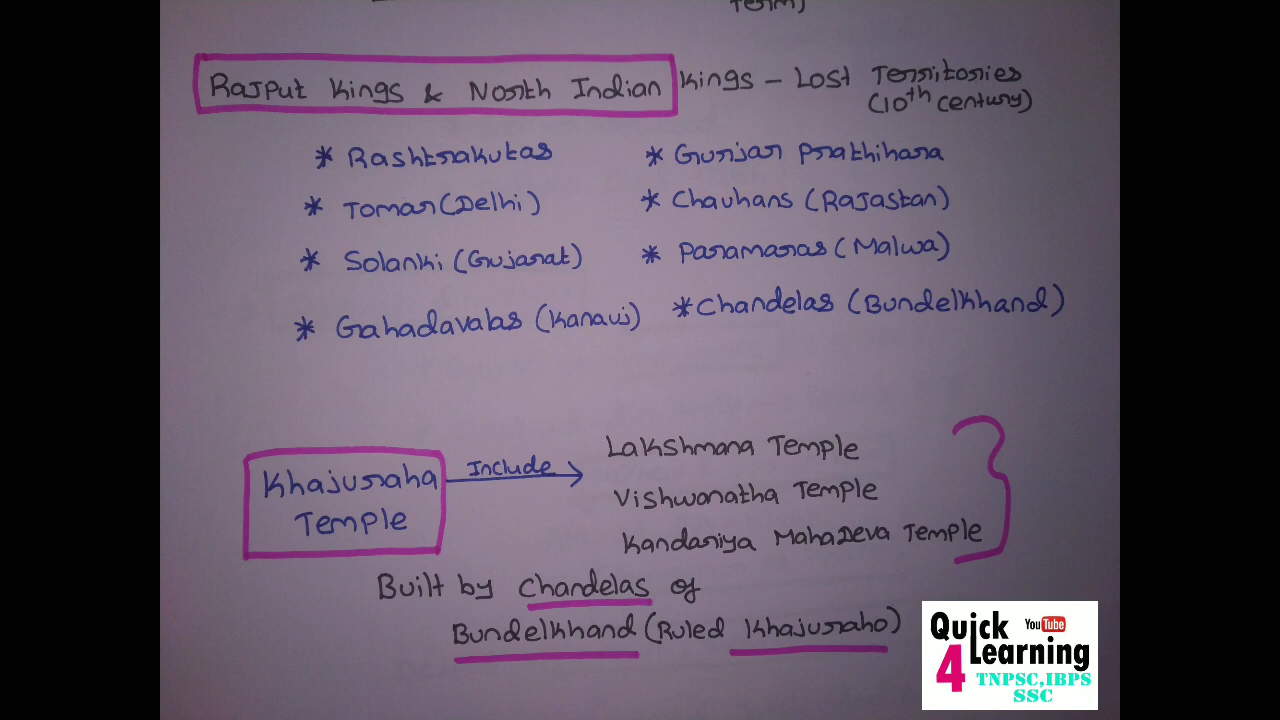 Term)
Rajput Kings & North Indian Kings - Lost Territories
(10th century)
* Rashtrakutas * Gurjar Prathihara
* Tomar (Delhi) * Chauhans (Rajastan)
* Solanki (Gujarat) * Paramaras (Malwa)
* Gahadavalas (Kanauj) * Chandelas (Bundelkhand)
Khajuraha Include Lakshmana Temple
Temple Vishwanatha Temple
Kandariya Mahadeva Temple
Built by Chandelas of
Bundelkhand (Ruled Khajuraho)
Quick YouTube
4 Learning
TNPSC,IBPS
SSC